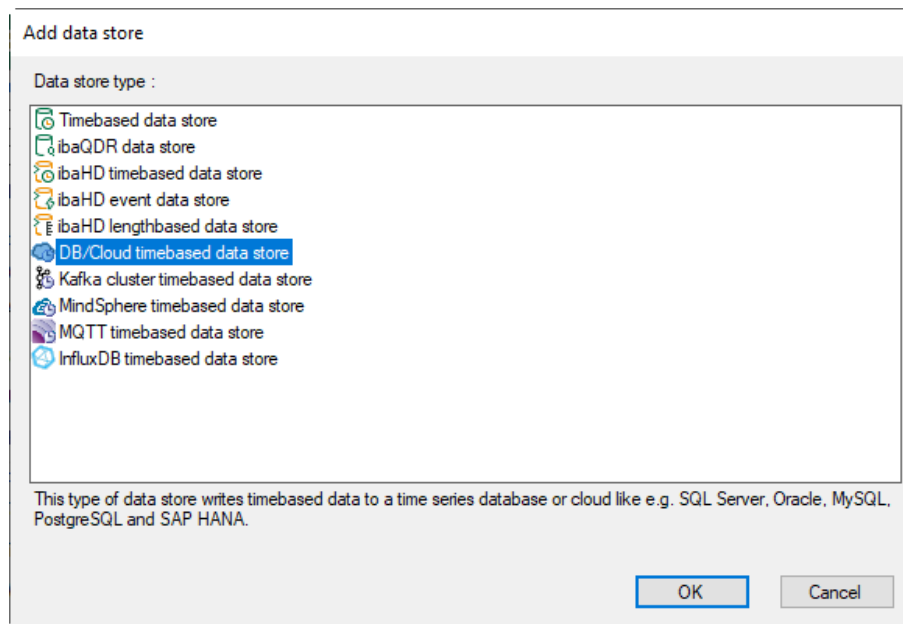 Add data store
Data store type :
Timebased data store
ibaQDR data store
ibaHD timebased data store
ibaHD event data store
ibaHD lengthbased data store
DB/Cloud timebased data store
Kafka cluster timebased data store
MindSphere timebased data store
MQTT timebased data store
InfluxDB timebased data store
This type of data store writes timebased data to a time series database or cloud like e.g. SQL Server, Oracle, MySQL,
PostgreSQL and SAP HANA.
OK Cancel